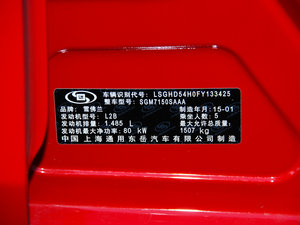 车辆识别代号: LSGHD54H0FY133425
整车型号: SGM7150SAAA
品牌: 雪佛兰 制造年月: 15-01
发动机型号: L2B 乘坐人数: 5
发动机排量: 1.485 L 最大允许总质量:
发动机最大净功率: 80 kW 1507 kg
中国 上海通用东岳汽车有限公司 制造